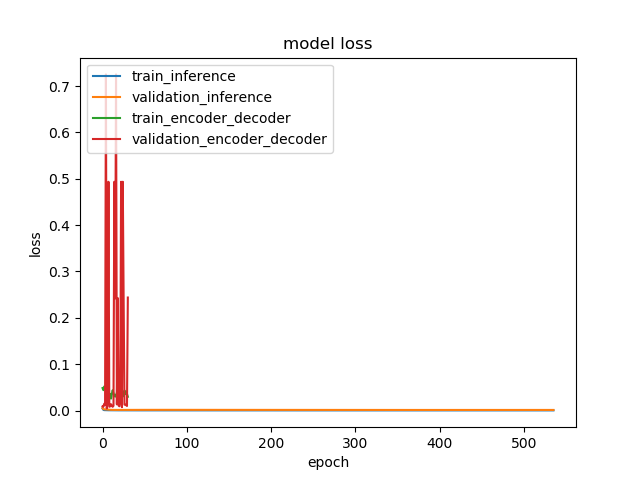 model loss
train_inference
validation_inference
train_encoder_decoder
validation_encoder_decoder
0.7
0.6
0.5
0.4
0.3
0.2
0.1
0.0
loss
0 100 200 300 400 500
epoch